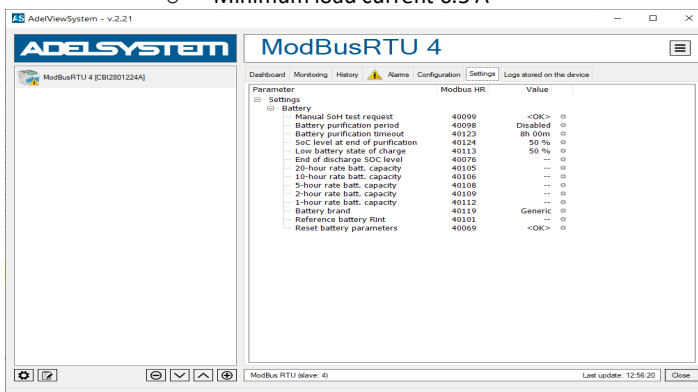 ○ Minimum load current 0.5 A
AdelViewSystem - v.2.21
ADELSYSTEM
ModBusRTU 4
ModBusRTU 4 [CBI2801224A]
Dashboard Monitoring History Alarms Configuration Settings Logs stored on the device
Parameter Modbus HR Value
Settings
Battery
Manual SoH test request 40099 <OK>
Battery purification period 40098 Disabled
Battery purification timeout 40123 8h 00m
SoC level at end of purification 40124 50 %
Low battery state of charge 40113 50 %
End of discharge SOC level 40076 --
20-hour rate batt. capacity 40105 --
10-hour rate batt. capacity 40106 --
5-hour rate batt. capacity 40108 --
2-hour rate batt. capacity 40109 --
1-hour rate batt. capacity 40112 --
Battery brand 40119 Generic
Reference battery Rint 40101 --
Reset battery parameters 40069 <OK>
ModBus RTU (slave: 4) Last update: 12:56:20 Close